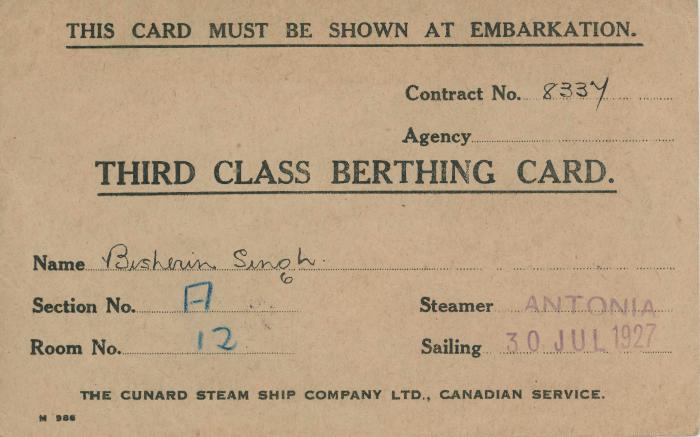 THIS CARD MUST BE SHOWN AT EMBARKATION.
Contract No. 8337
Agency
THIRD CLASS BERTHING CARD.
Name Bisherin Singh.
Section No. A
Steamer ANTONIA
Room No. 12
Sailing 30 JUL 1927
THE CUNARD STEAM SHIP COMPANY LTD., CANADIAN SERVICE.
M 986